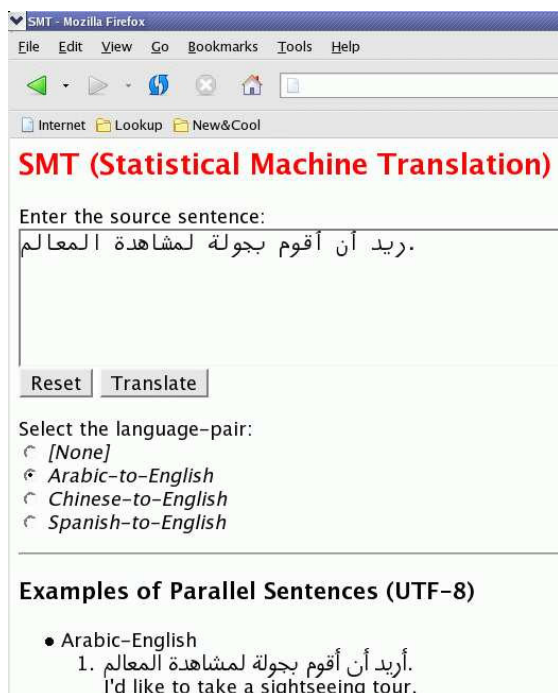 SMT - Mozilla Firefox
File Edit View Go Bookmarks Tools Help
Internet Lookup New&Cool
SMT (Statistical Machine Translation)
Enter the source sentence:
ريد أن أقوم بجولة لمشاهدة المعالم.
Reset Translate
Select the language-pair:
[None]
Arabic-to-English
Chinese-to-English
Spanish-to-English
Examples of Parallel Sentences (UTF-8)
• Arabic-English
1. أريد أن أقوم بجولة لمشاهدة المعالم.
I'd like to take a sightseeing tour.